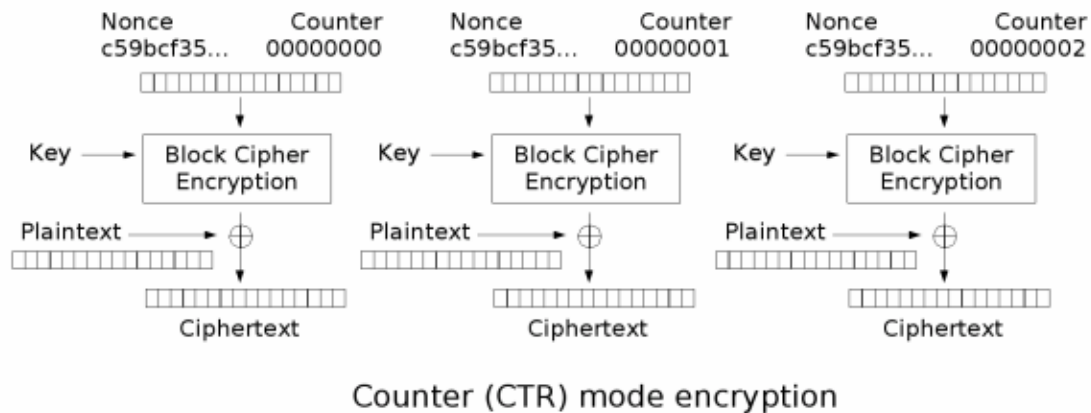 Nonce Counter Nonce Counter Nonce Counter
c59bcf35... 00000000 c59bcf35... 00000001 c59bcf35... 00000002
Key Block Cipher Encryption Key Block Cipher Encryption Key Block Cipher Encryption
Plaintext Plaintext Plaintext
Ciphertext Ciphertext Ciphertext
Counter (CTR) mode encryption